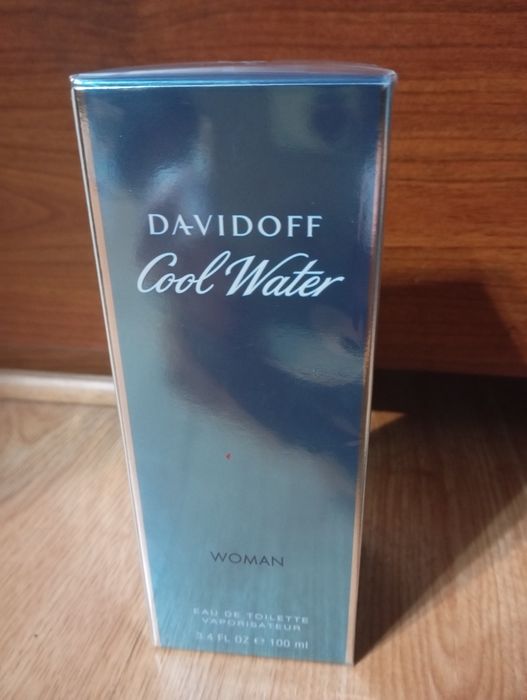 DAVIDOFF
Cool Water
WOMAN
EAU DE TOILETTE
VAPORISATEUR
3.4 FL OZ e 100 ml